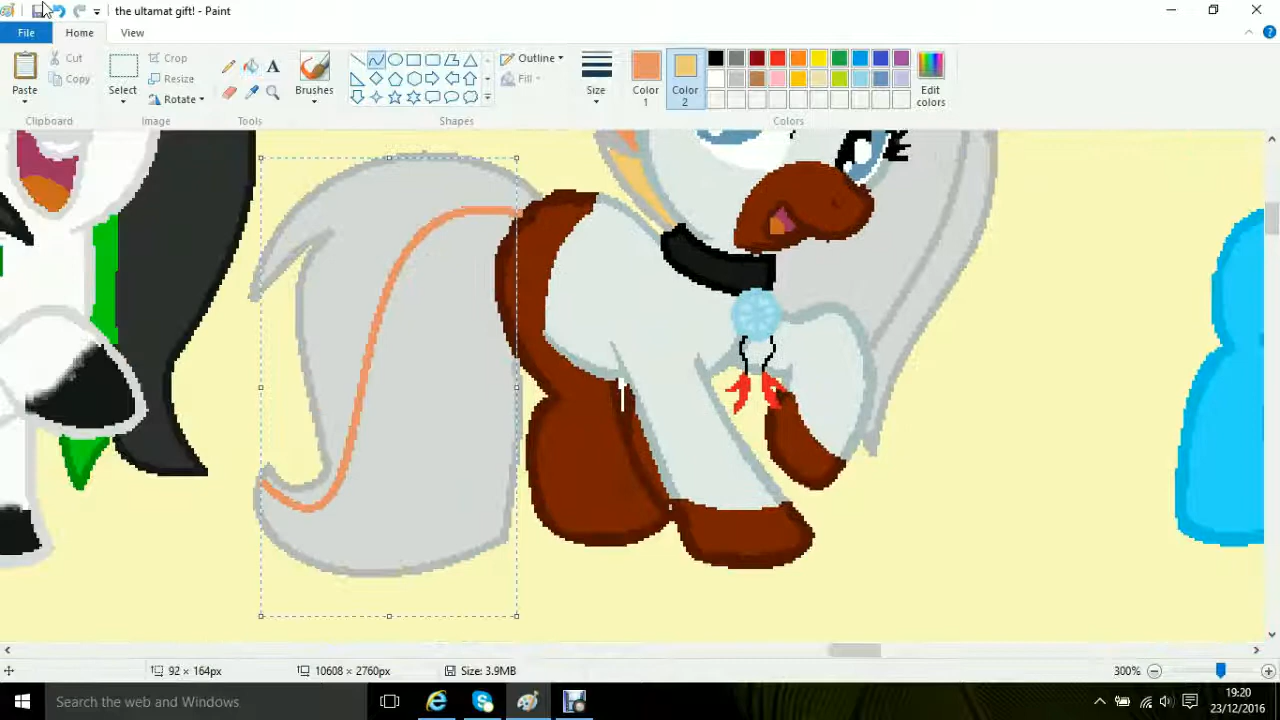 the ultamat gift! - Paint
File
Home
View
Paste
Cut
Copy
Clipboard
Select
Crop
Resize
Rotate
Image
A
Tools
Brushes
Outline
Fill
Shapes
Size
Color 1
Color 2
Edit colors
Colors
92 × 164px
10608 × 2760px
Size: 3.9MB
300%
Search the web and Windows
19:20
23/12/2016